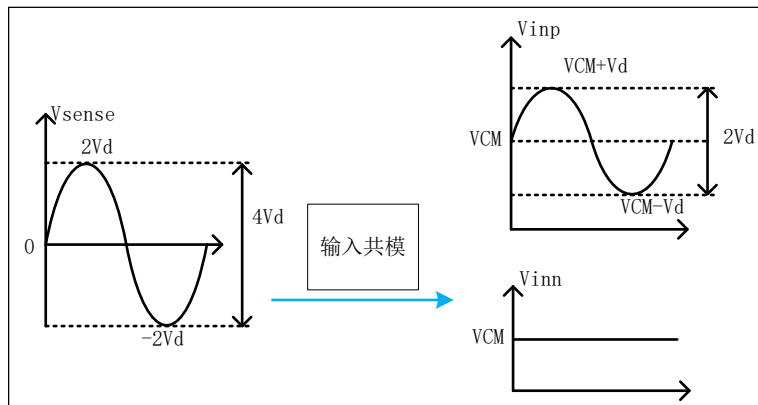 Vsense
2Vd
0
-2Vd
4Vd
输入共模
Vinp
VCM+Vd
VCM
VCM-Vd
2Vd
Vinn
VCM